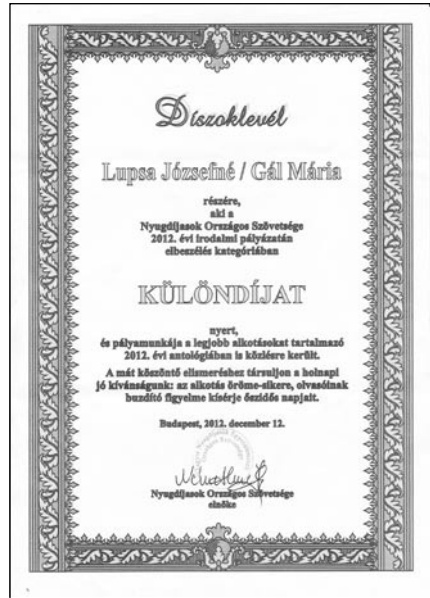 Díszoklevél
Lupsa Józsefné / Gál Mária
részére,
aki a
Nyugdíjasok Országos Szövetsége
2012. évi irodalmi pályázatán
elbeszélés kategóriában
KÜLÖNDÍJAT
nyert,
és pályamunkája a legjobb alkotásokat tartalmazó
2012. évi antológiában is közlésre került.
A mát köszöntő elismeréshez társuljon a holnapi
jó kívánságunk: az alkotás öröme-sikere, olvasóinak
buzdító figyelme kísérje őszidős napjait.
Budapest, 2012. december 12.
Nyugdíjasok Országos Szövetsége
elnöke